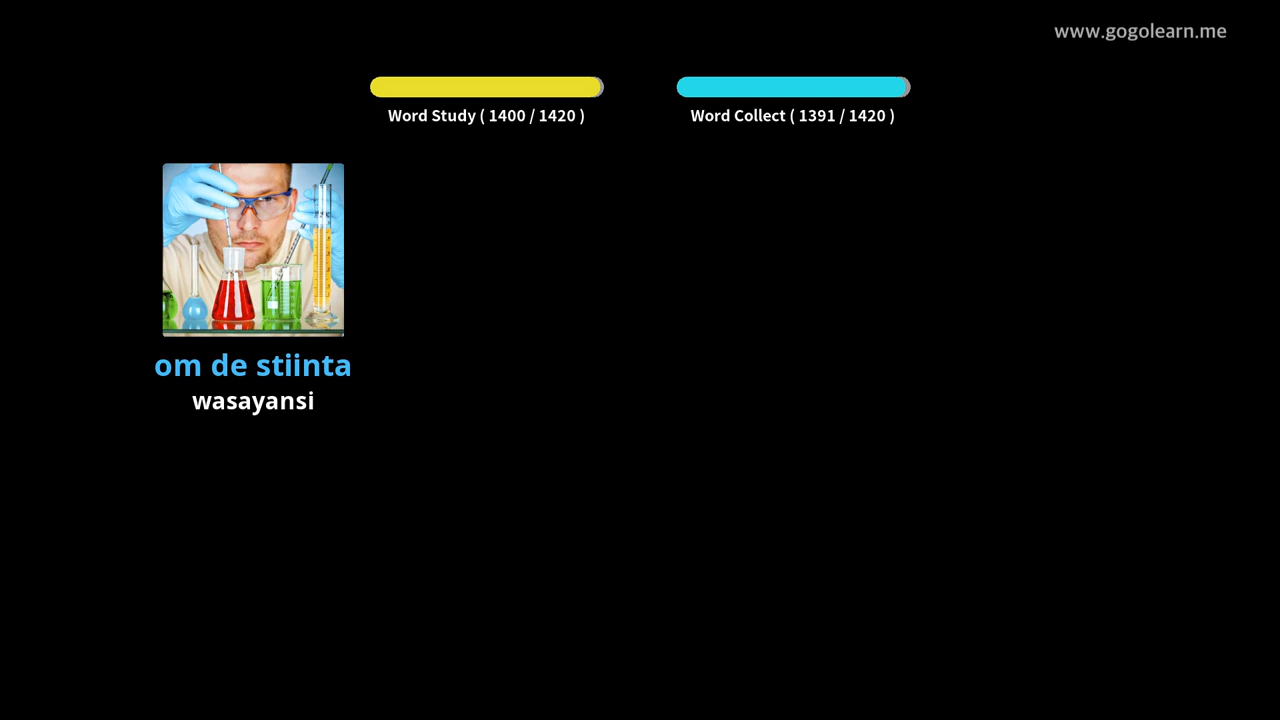 www.gogolearn.me
Word Study ( 1400 / 1420 )
Word Collect ( 1391 / 1420 )
om de stiinta
wasayansi